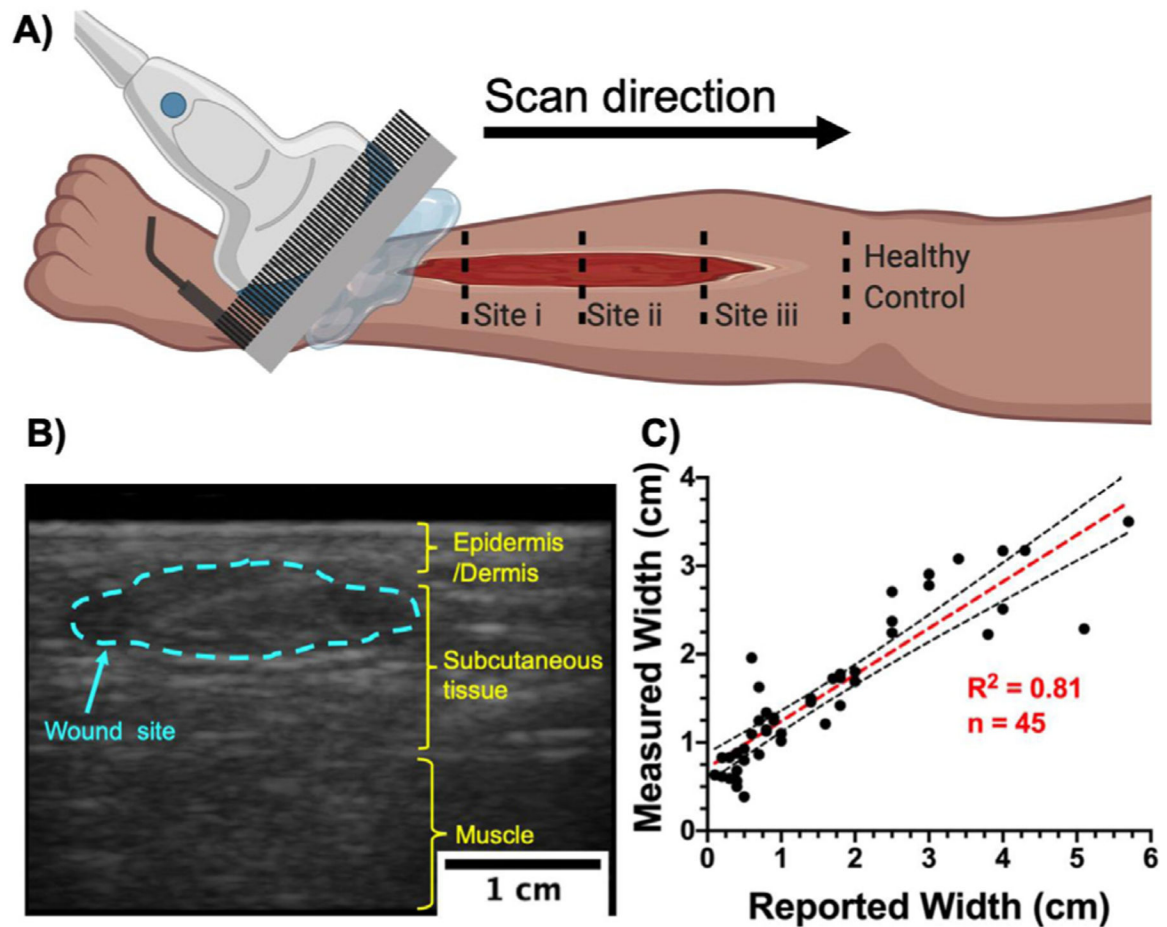 A)
Scan direction
Site i
Site ii
Site iii
Healthy
Control
B)
Epidermis
/Dermis
Subcutaneous
tissue
Wound site
Muscle
1 cm
C)
Measured Width (cm)
4
3
2
1
0
R² = 0.81
n = 45
0 1 2 3 4 5 6
Reported Width (cm)